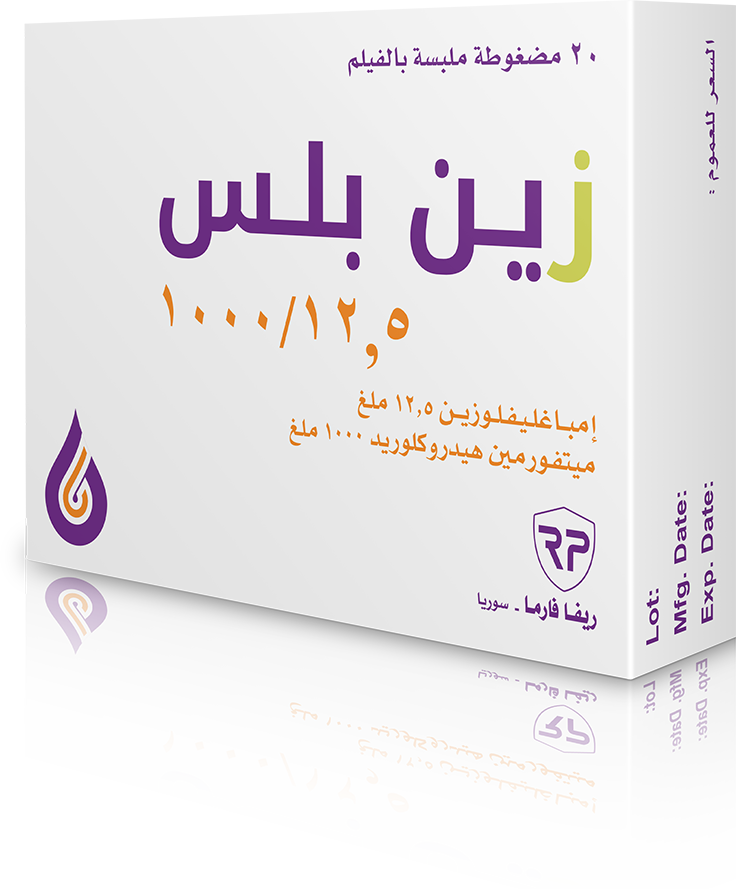 ٢٠ مضغوطة ملبسة بالفيلم
زين بلس
١٠٠٠/١٢,٥
إمباغليفلوزين ١٢,٥ ملغ
ميتفورمين هيدروكلوريد ١٠٠٠ ملغ
RP
ريفا فارما - سوريا
السعر للعموم :
Lot:
Mfg. Date:
Exp. Date: